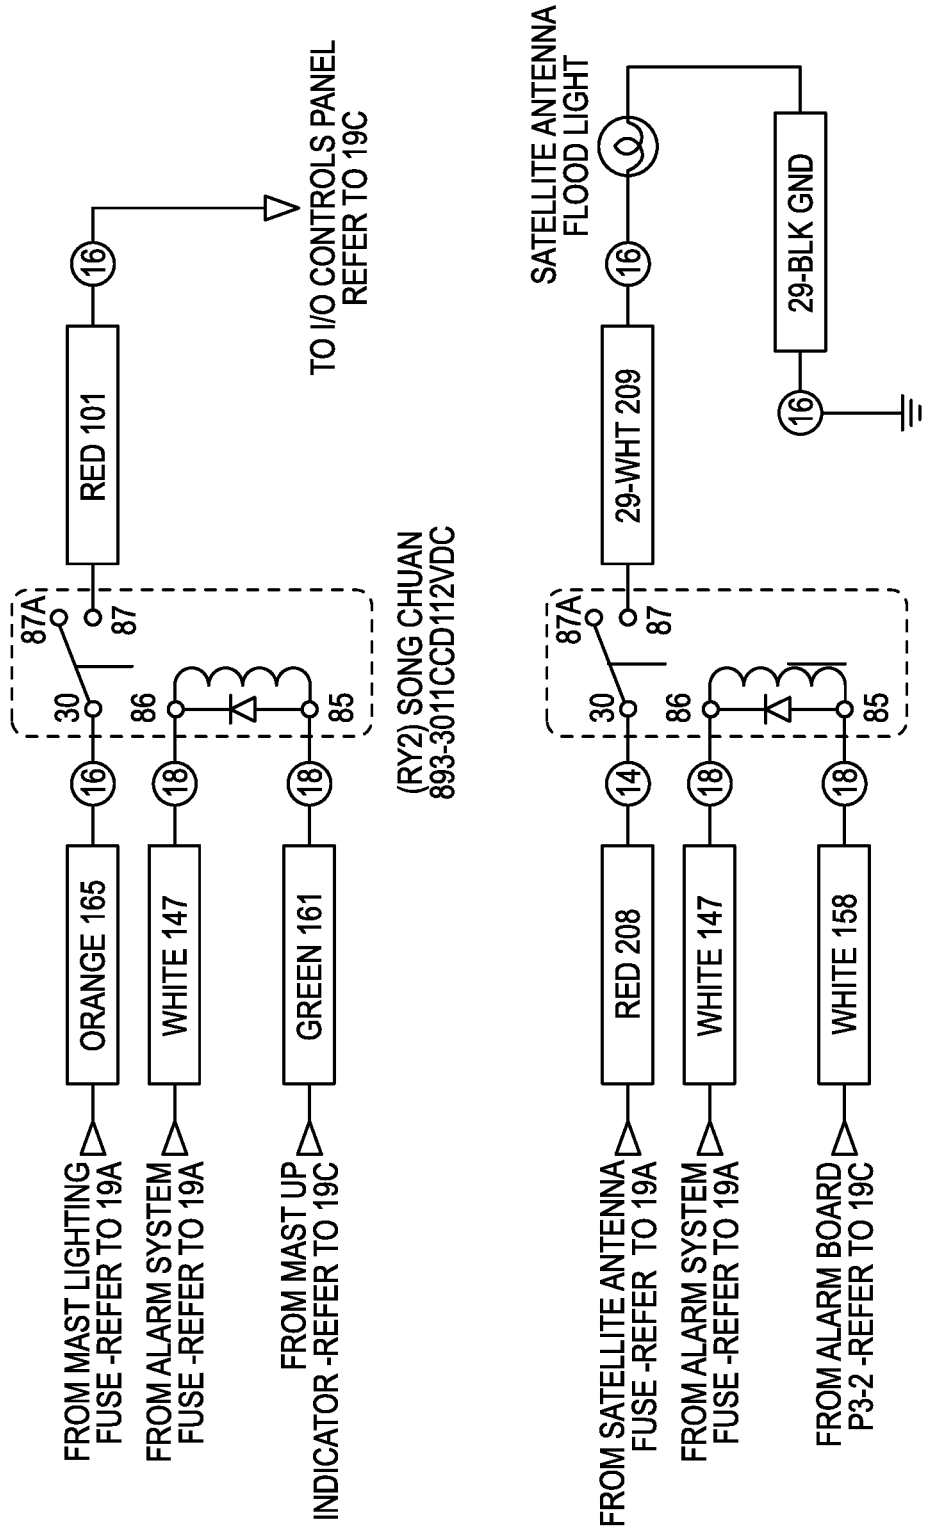 FROM MAST LIGHTING
FUSE -REFER TO 19A
ORANGE 165
16
30
87A
87
RED 101
16
TO I/O CONTROLS PANEL
REFER TO 19C
FROM ALARM SYSTEM
FUSE -REFER TO 19A
WHITE 147
18
86
FROM MAST UP
INDICATOR -REFER TO 19C
GREEN 161
18
85
(RY2) SONG CHUAN
893-3011CCD112VDC
FROM SATELLITE ANTENNA
FUSE -REFER TO 19A
RED 208
14
30
87A
87
29-WHT 209
16
SATELLITE ANTENNA
FLOOD LIGHT
FROM ALARM SYSTEM
FUSE -REFER TO 19A
WHITE 147
18
86
16
29-BLK GND
FROM ALARM BOARD
P3-2 -REFER TO 19C
WHITE 158
18
85